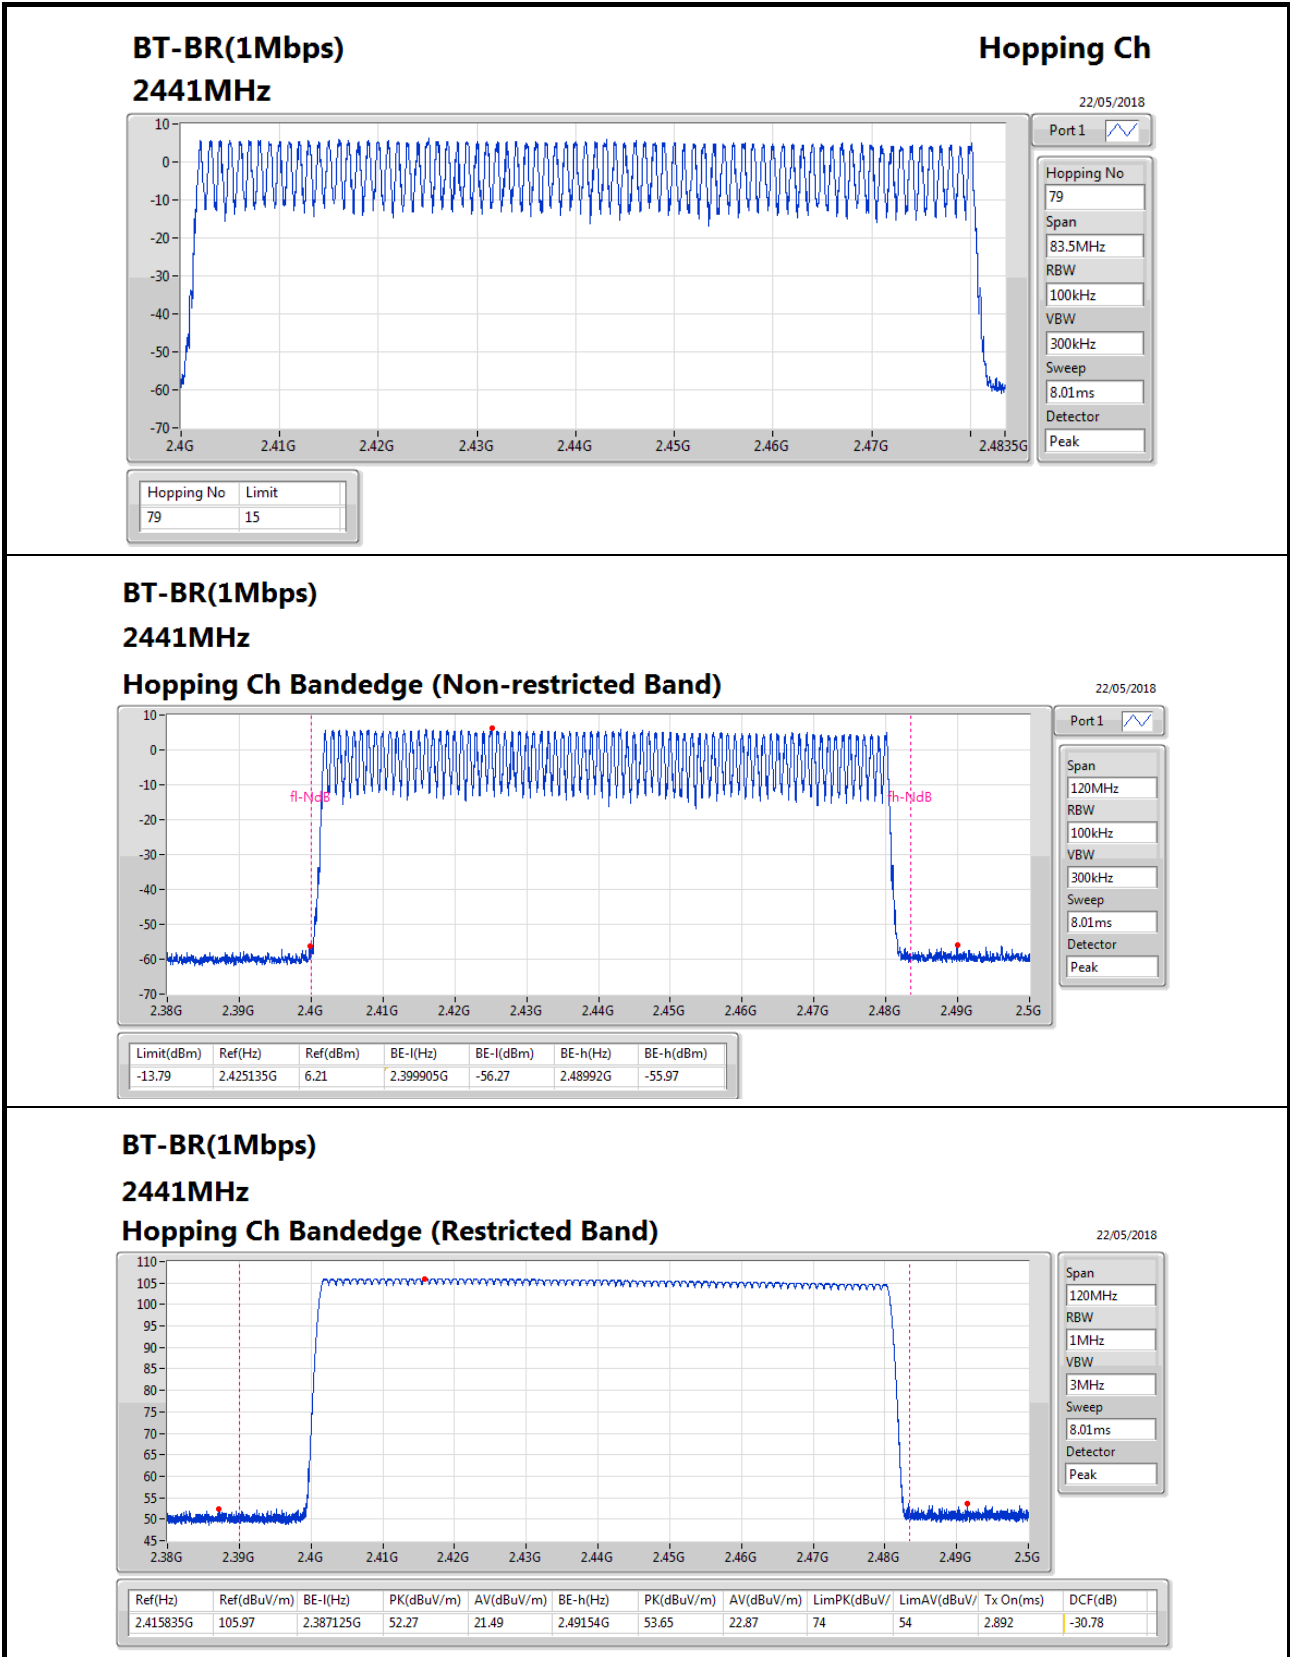 BT-BR(1Mbps)
Hopping Ch
2441MHz
22/05/2018
10
0
-10
-20
-30
-40
-50
-60
-70
2.4G 2.41G 2.42G 2.43G 2.44G 2.45G 2.46G 2.47G 2.4835G
Port 1
Hopping No
79
Span
83.5MHz
RBW
100kHz
VBW
300kHz
Sweep
8.01ms
Detector
Peak
Hopping No Limit
79 15
BT-BR(1Mbps)
2441MHz
Hopping Ch Bandedge (Non-restricted Band)
22/05/2018
10
0
-10
-20
-30
-40
-50
-60
-70
fl-NdB
fh-NdB
2.38G 2.39G 2.4G 2.41G 2.42G 2.43G 2.44G 2.45G 2.46G 2.47G 2.48G 2.49G 2.5G
Port 1
Span
120MHz
RBW
100kHz
VBW
300kHz
Sweep
8.01ms
Detector
Peak
Limit(dBm) Ref(Hz) Ref(dBm) BE-l(Hz) BE-l(dBm) BE-h(Hz) BE-h(dBm)
-13.79 2.425135G 6.21 2.399905G -56.27 2.48992G -55.97
BT-BR(1Mbps)
2441MHz
Hopping Ch Bandedge (Restricted Band)
22/05/2018
110
105
100
95
90
85
80
75
70
65
60
55
50
45
2.38G 2.39G 2.4G 2.41G 2.42G 2.43G 2.44G 2.45G 2.46G 2.47G 2.48G 2.49G 2.5G
Span
120MHz
RBW
1MHz
VBW
3MHz
Sweep
8.01ms
Detector
Peak
Ref(Hz) Ref(dBuV/m) BE-l(Hz) PK(dBuV/m) AV(dBuV/m) BE-h(Hz) PK(dBuV/m) AV(dBuV/m) LimPK(dBuV/ LimAV(dBuV/ Tx On(ms) DCF(dB)
2.415835G 105.97 2.387125G 52.27 21.49 2.49154G 53.65 22.87 74 54 2.892 -30.78